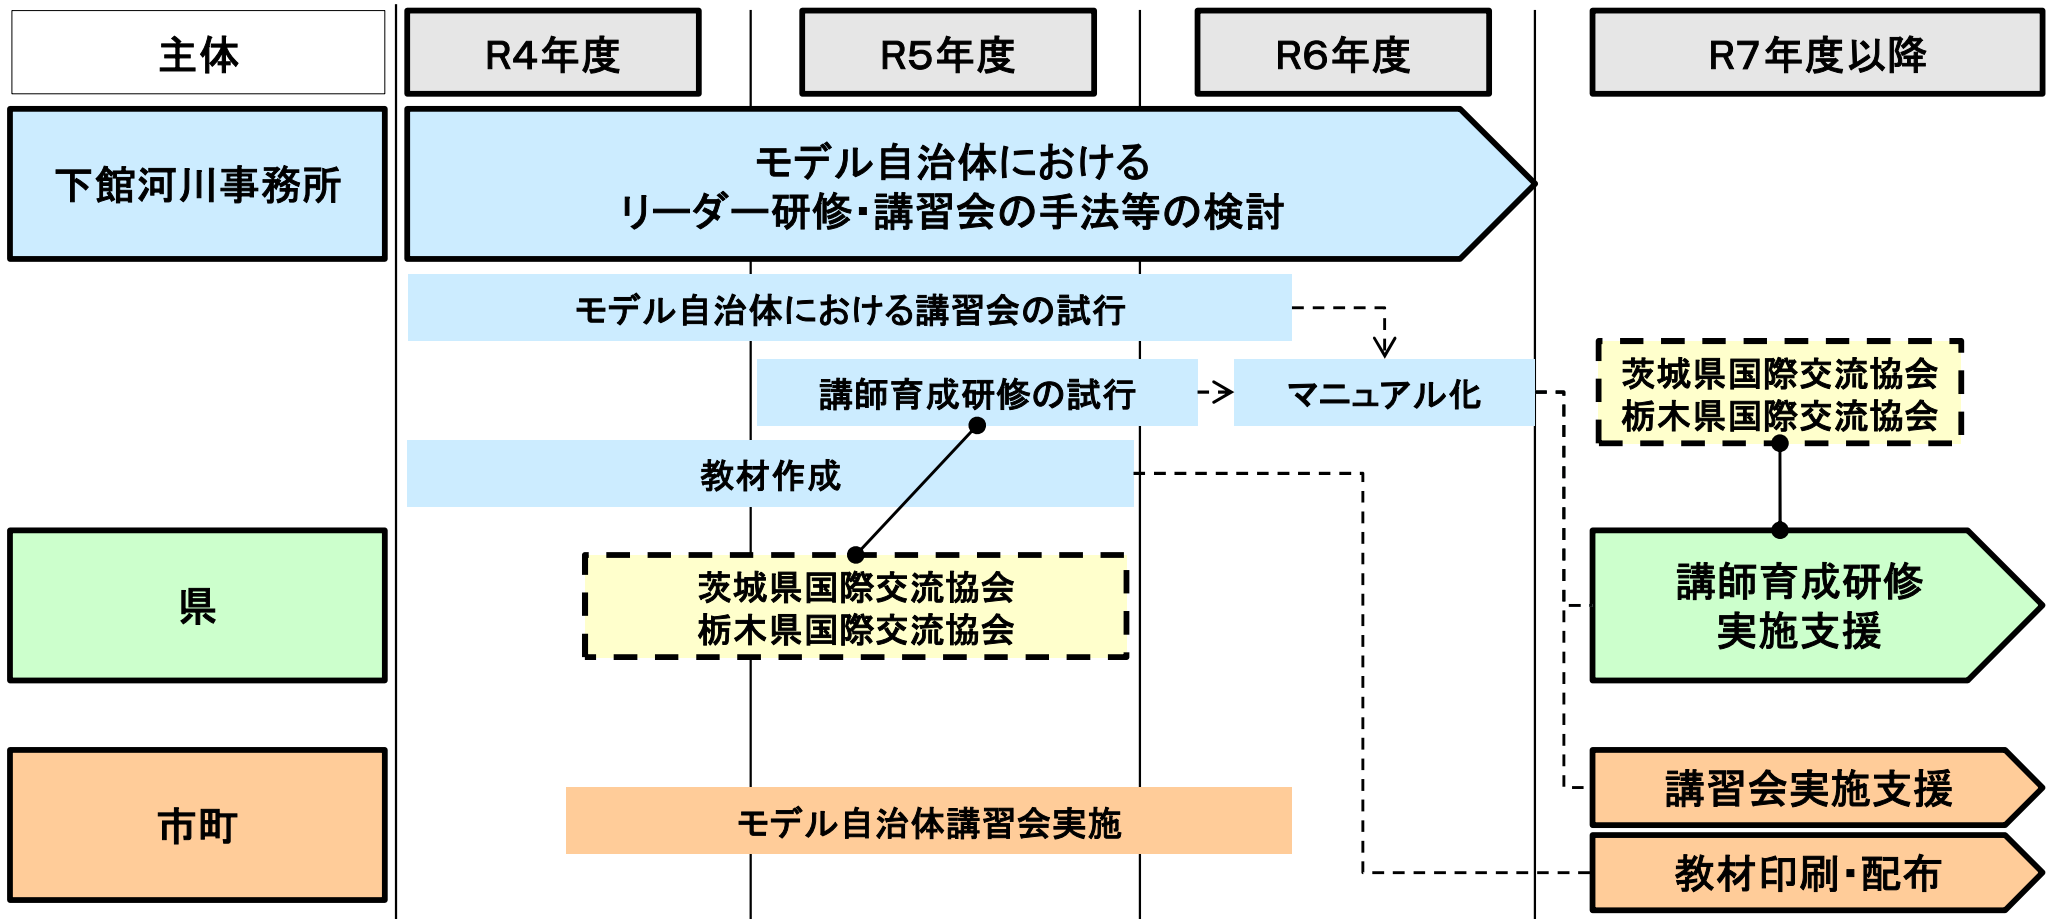 主体
R4年度
R5年度
R6年度
R7年度以降
下館河川事務所
モデル自治体における
リーダー研修・講習会の手法等の検討
モデル自治体における講習会の試行
講師育成研修の試行
マニュアル化
茨城県国際交流協会
栃木県国際交流協会
教材作成
県
茨城県国際交流協会
栃木県国際交流協会
講師育成研修
実施支援
市町
モデル自治体講習会実施
講習会実施支援
教材印刷・配布